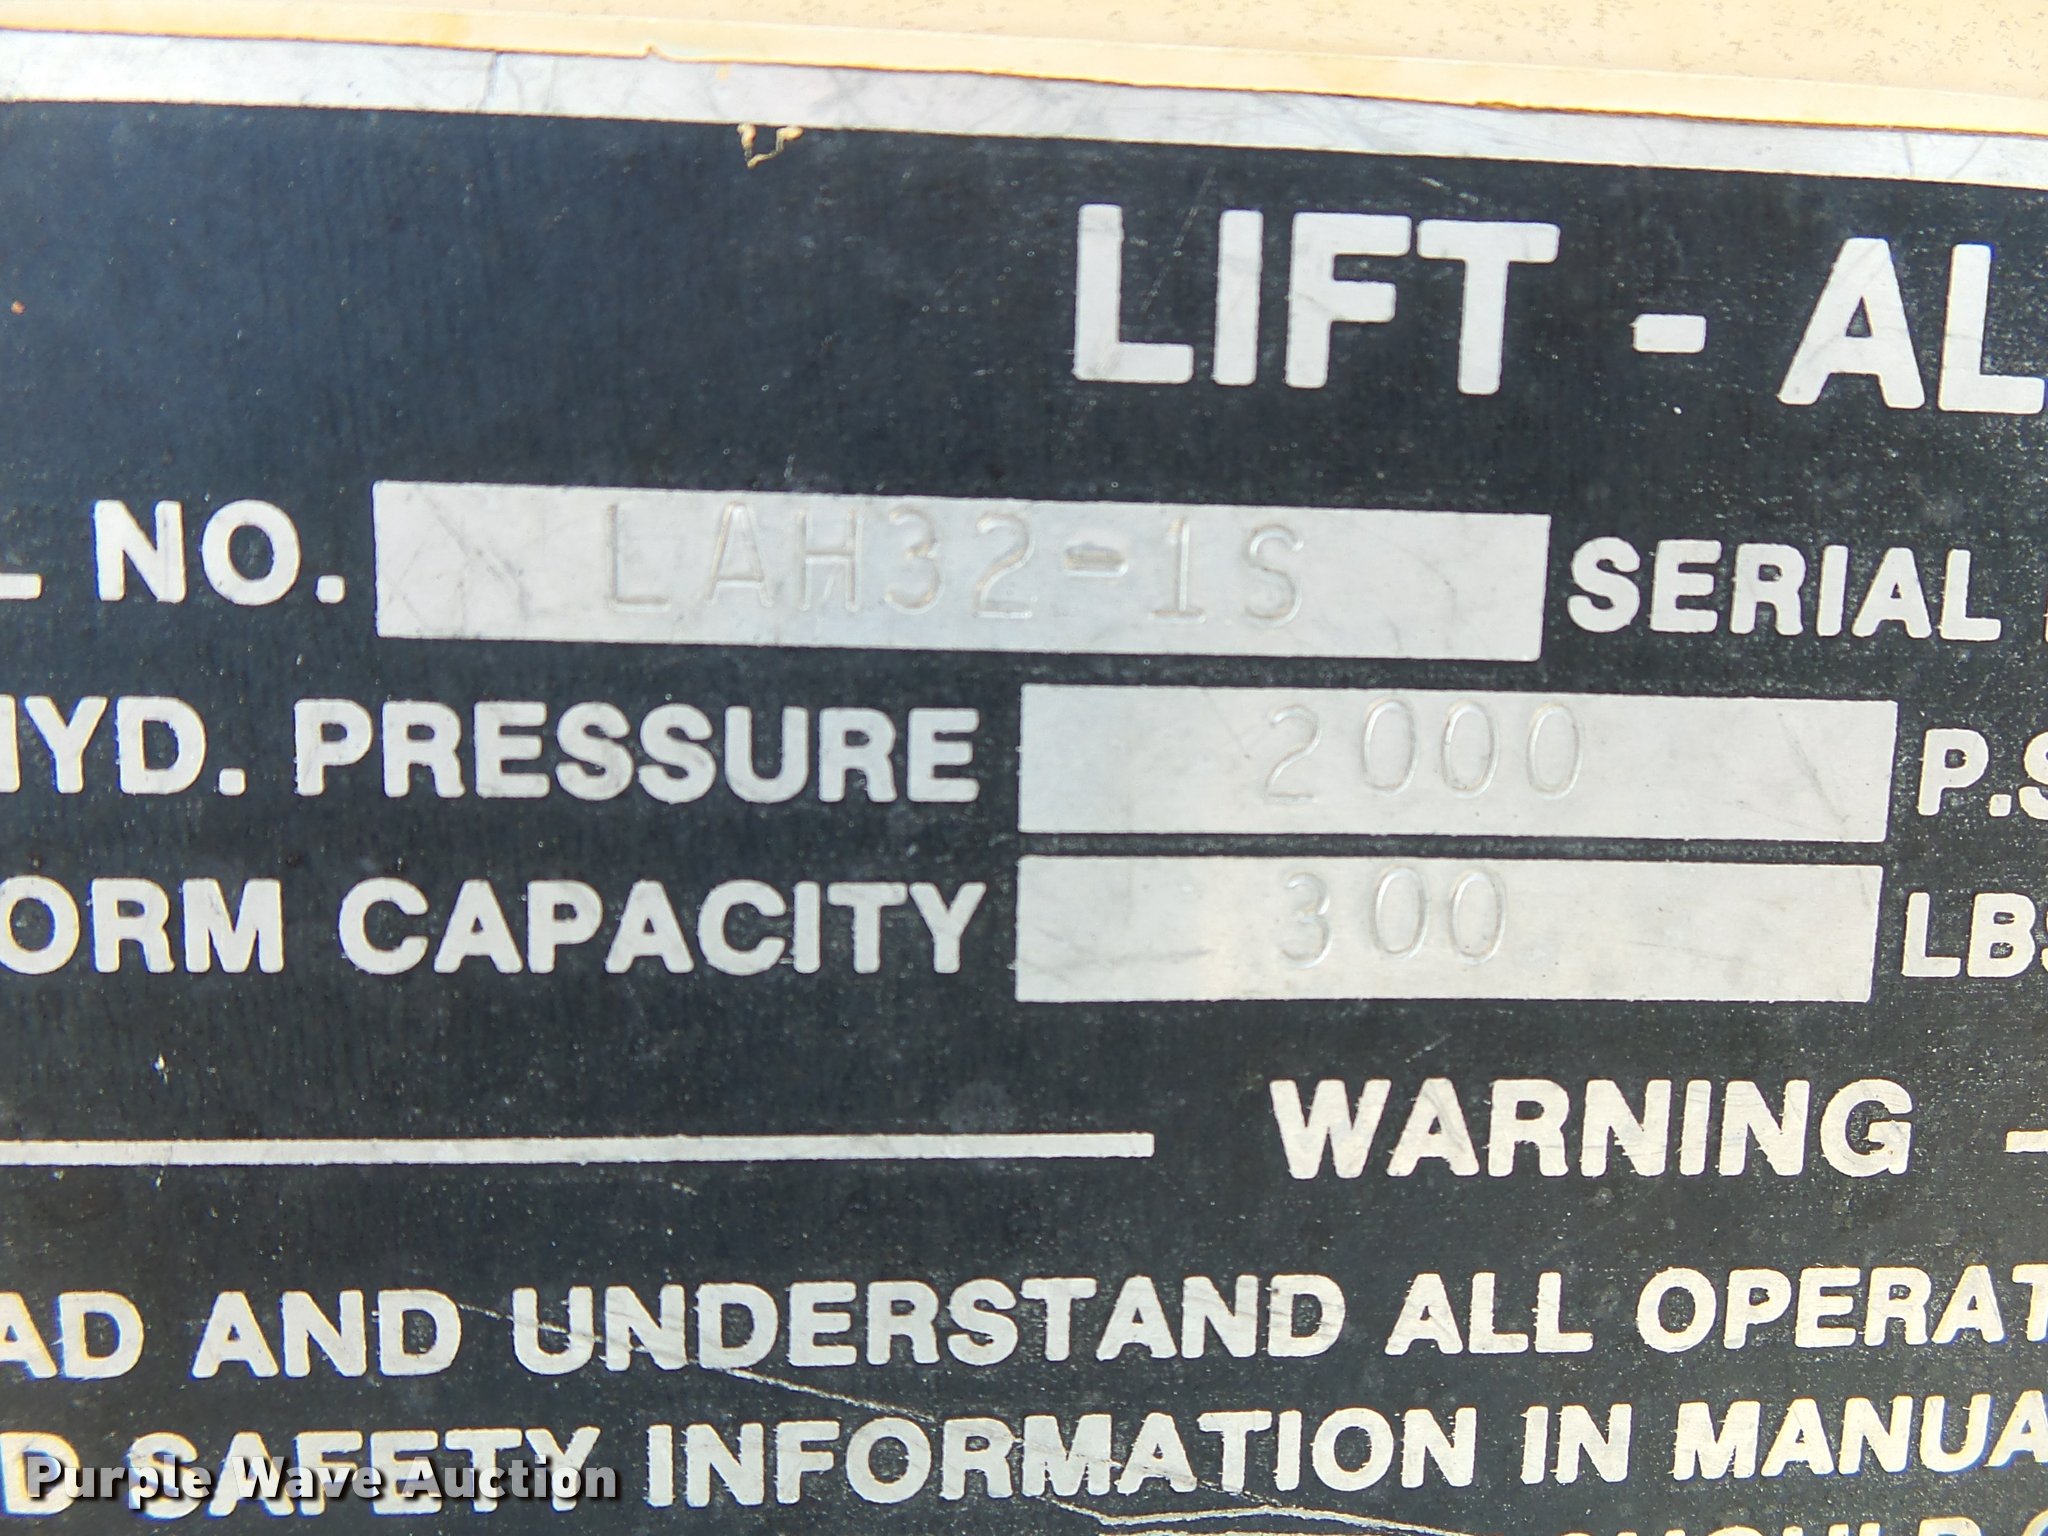 LIFT - AL
L NO. LAH32-1S SERIAL
HYD. PRESSURE 2000 P.S
ORM CAPACITY 300 LBS
WARNING
AD AND UNDERSTAND ALL OPERAT
D SAFETY INFORMATION IN MANUA
Purple Wave Auction